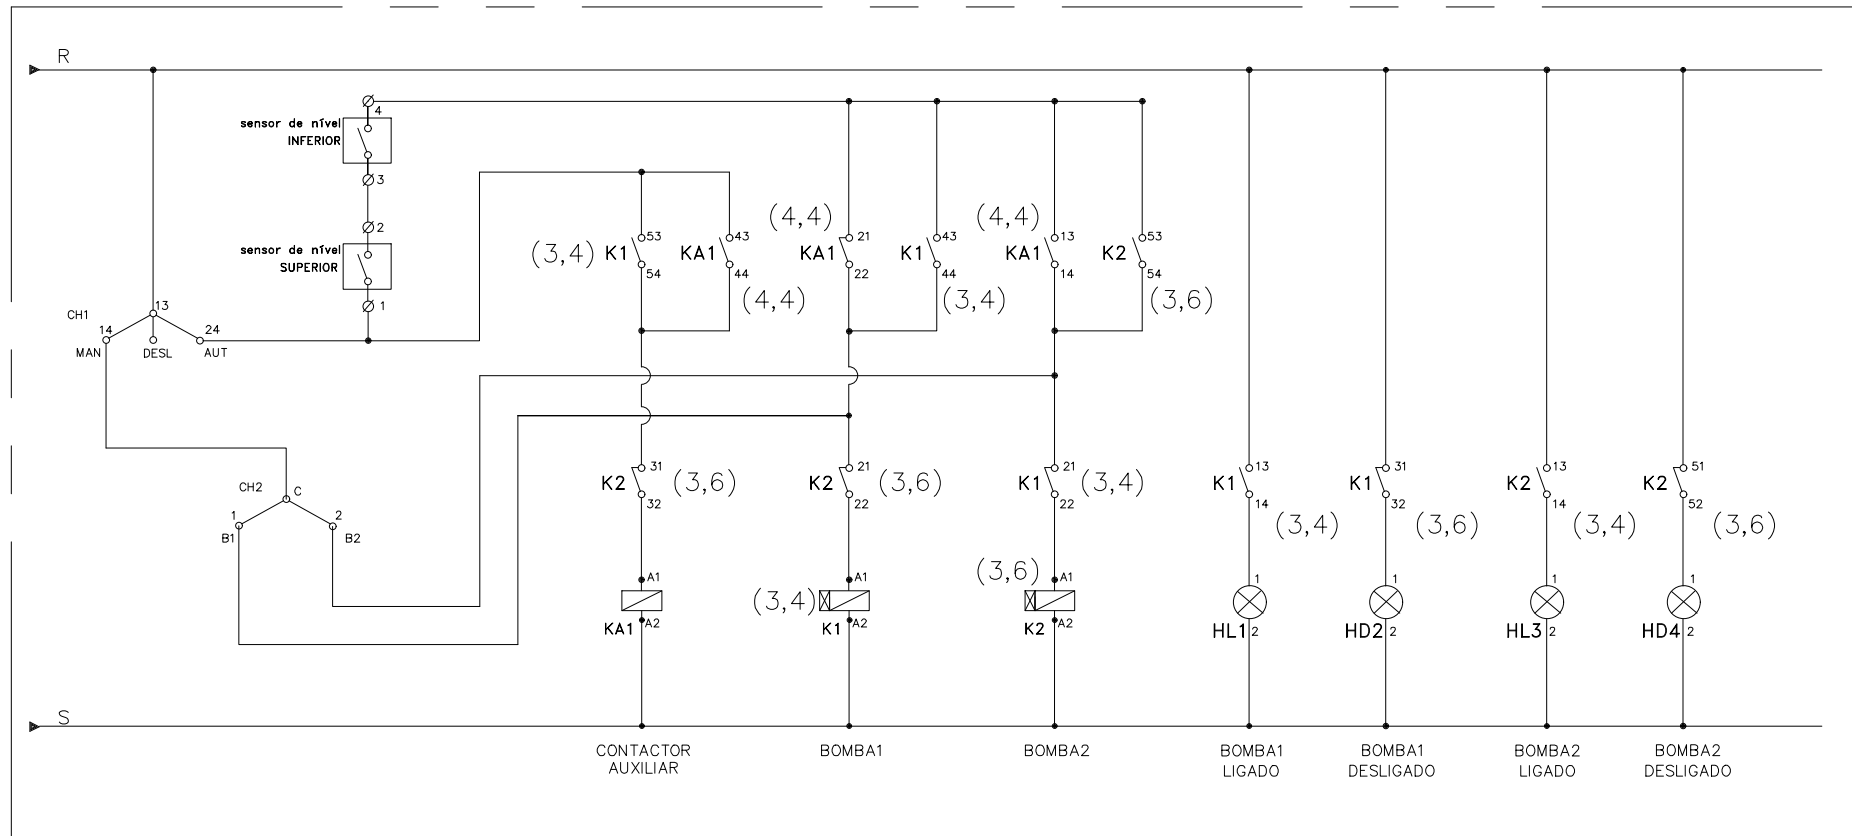 R
4
sensor de nível
INFERIOR
3
2
sensor de nível
SUPERIOR
1
CH1
13
14
24
MAN
DESL
AUT
(3,4)
K1
53
54
KA1
43
44
(4,4)
(4,4)
KA1
21
22
K1
43
44
(3,4)
(4,4)
KA1
13
14
K2
53
54
(3,6)
CH2
C
1
2
B1
B2
K2
31
32
(3,6)
K2
21
22
(3,6)
K1
21
22
(3,4)
K1
13
14
(3,4)
K1
31
32
(3,6)
K2
13
14
(3,4)
K2
51
52
(3,6)
A1
KA1
A2
A1
(3,4)
K1
A2
(3,6)
A1
K2
A2
1
HL1
2
1
HD2
2
1
HL3
2
1
HD4
2
S
CONTACTOR
AUXILIAR
BOMBA1
BOMBA2
BOMBA1
LIGADO
BOMBA1
DESLIGADO
BOMBA2
LIGADO
BOMBA2
DESLIGADO